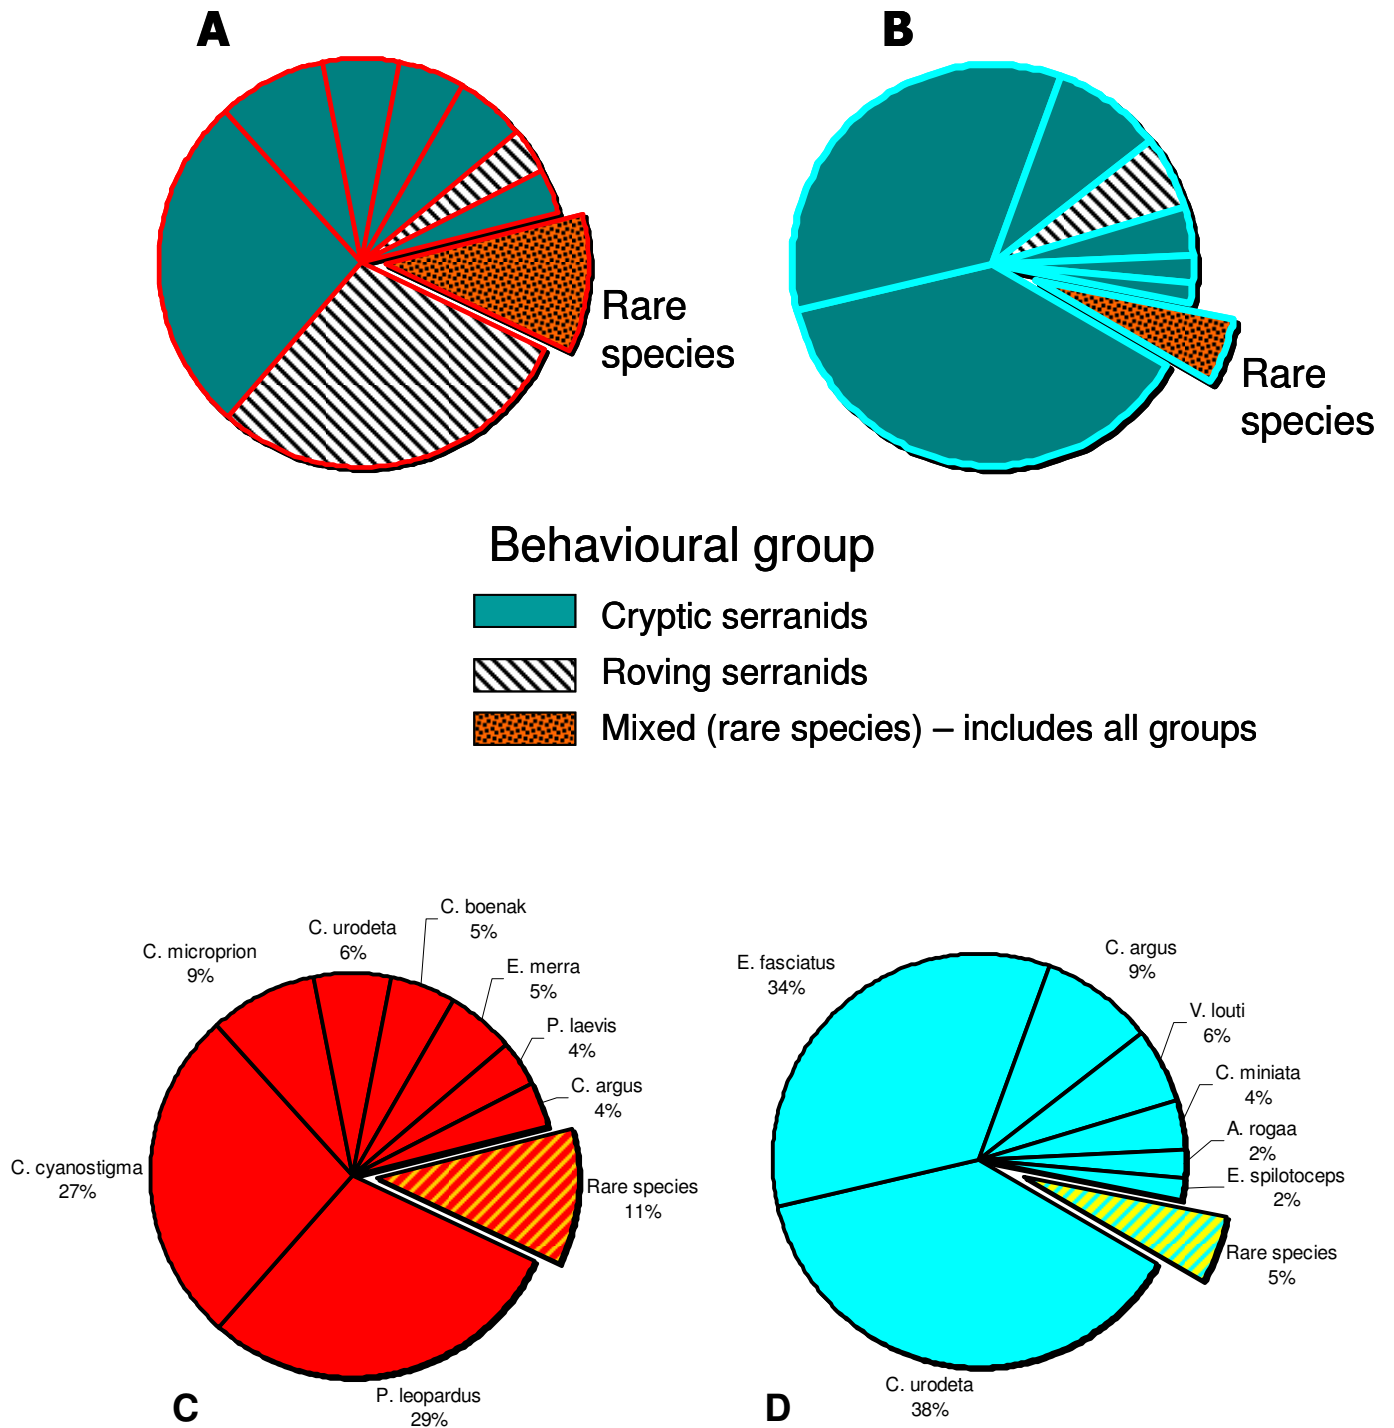 A
B
Rare
species
Rare
species
Behavioural group
Cryptic serranids
Roving serranids
Mixed (rare species) – includes all groups
C. boenak
5%
C. urodeta
6%
C. microprion
9%
E. merra
5%
P. laevis
4%
C. argus
4%
C. cyanostigma
27%
Rare species
11%
P. leopardus
29%
C
E. fasciatus
34%
C. argus
9%
V. louti
6%
C. miniata
4%
A. rogaa
2%
E. spilotoceps
2%
Rare species
5%
C. urodeta
38%
D